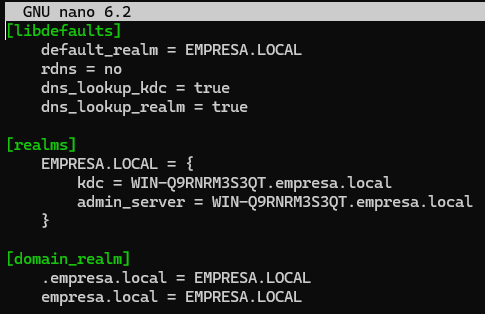 GNU nano 6.2
[libdefaults]
default_realm = EMPRESA.LOCAL
rdns = no
dns_lookup_kdc = true
dns_lookup_realm = true
[realms]
EMPRESA.LOCAL = {
kdc = WIN-Q9RNRM3S3QT.empresa.local
admin_server = WIN-Q9RNRM3S3QT.empresa.local
}
[domain_realm]
.empresa.local = EMPRESA.LOCAL
empresa.local = EMPRESA.LOCAL